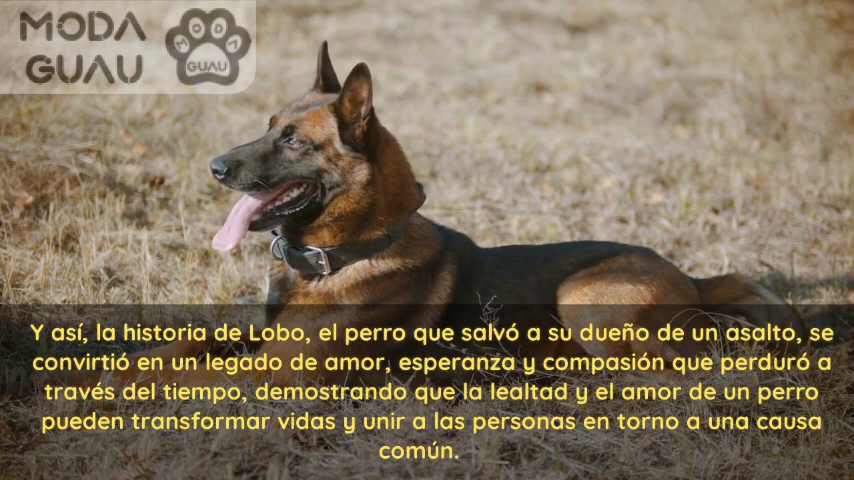 MODA
GUAU
MODA
GUAU
Y así, la historia de Lobo, el perro que salvó a su dueño de un asalto, se
convirtió en un legado de amor, esperanza y compasión que perduró a
través del tiempo, demostrando que la lealtad y el amor de un perro
pueden transformar vidas y unir a las personas en torno a una causa
común.